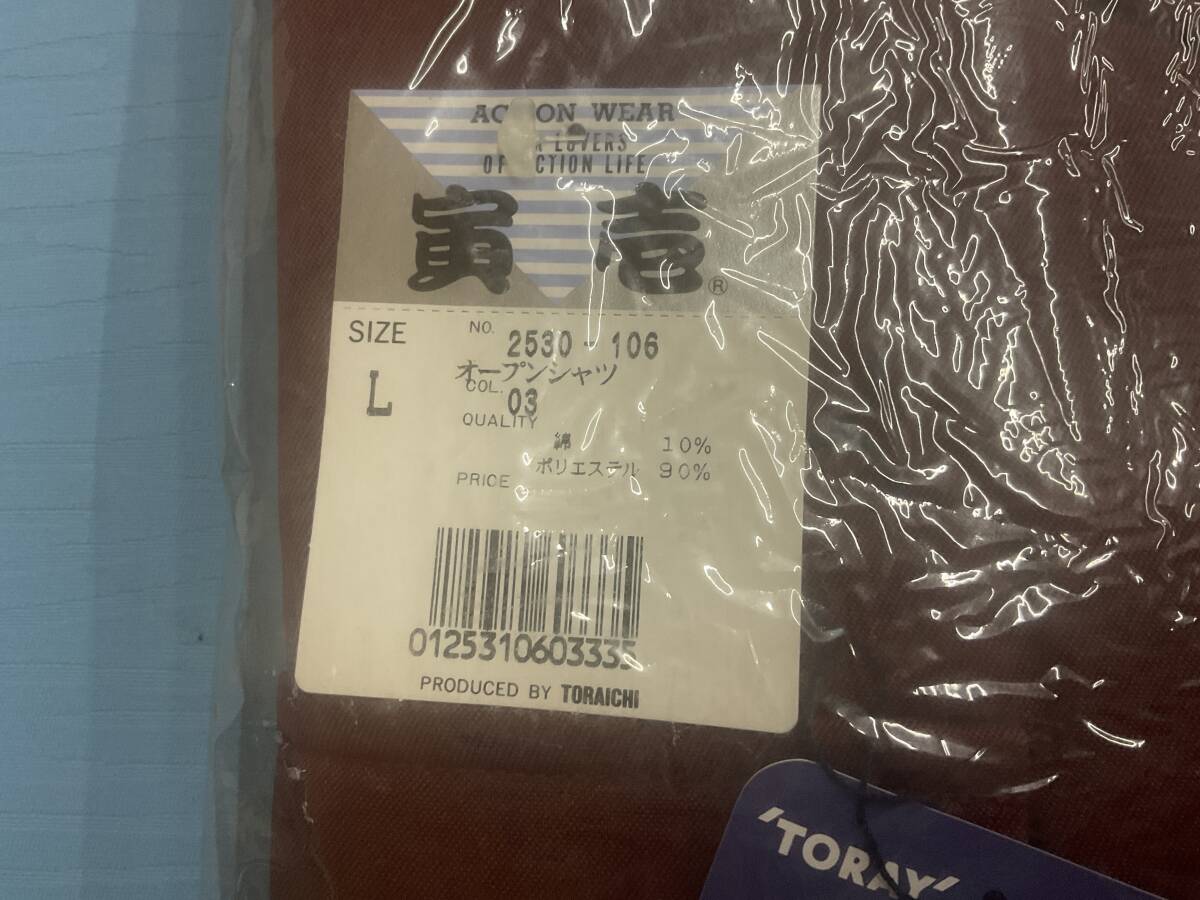 ACTION WEAR
FOR LOVERS
OF ACTION LIFE
寅壱®
SIZE
L
NO. 2530-106
オープンシャツ
COL. 03
QUALITY
綿 10%
ポリエステル 90%
PRICE
0125310603335
PRODUCED BY TORAICHI
'TORAY'